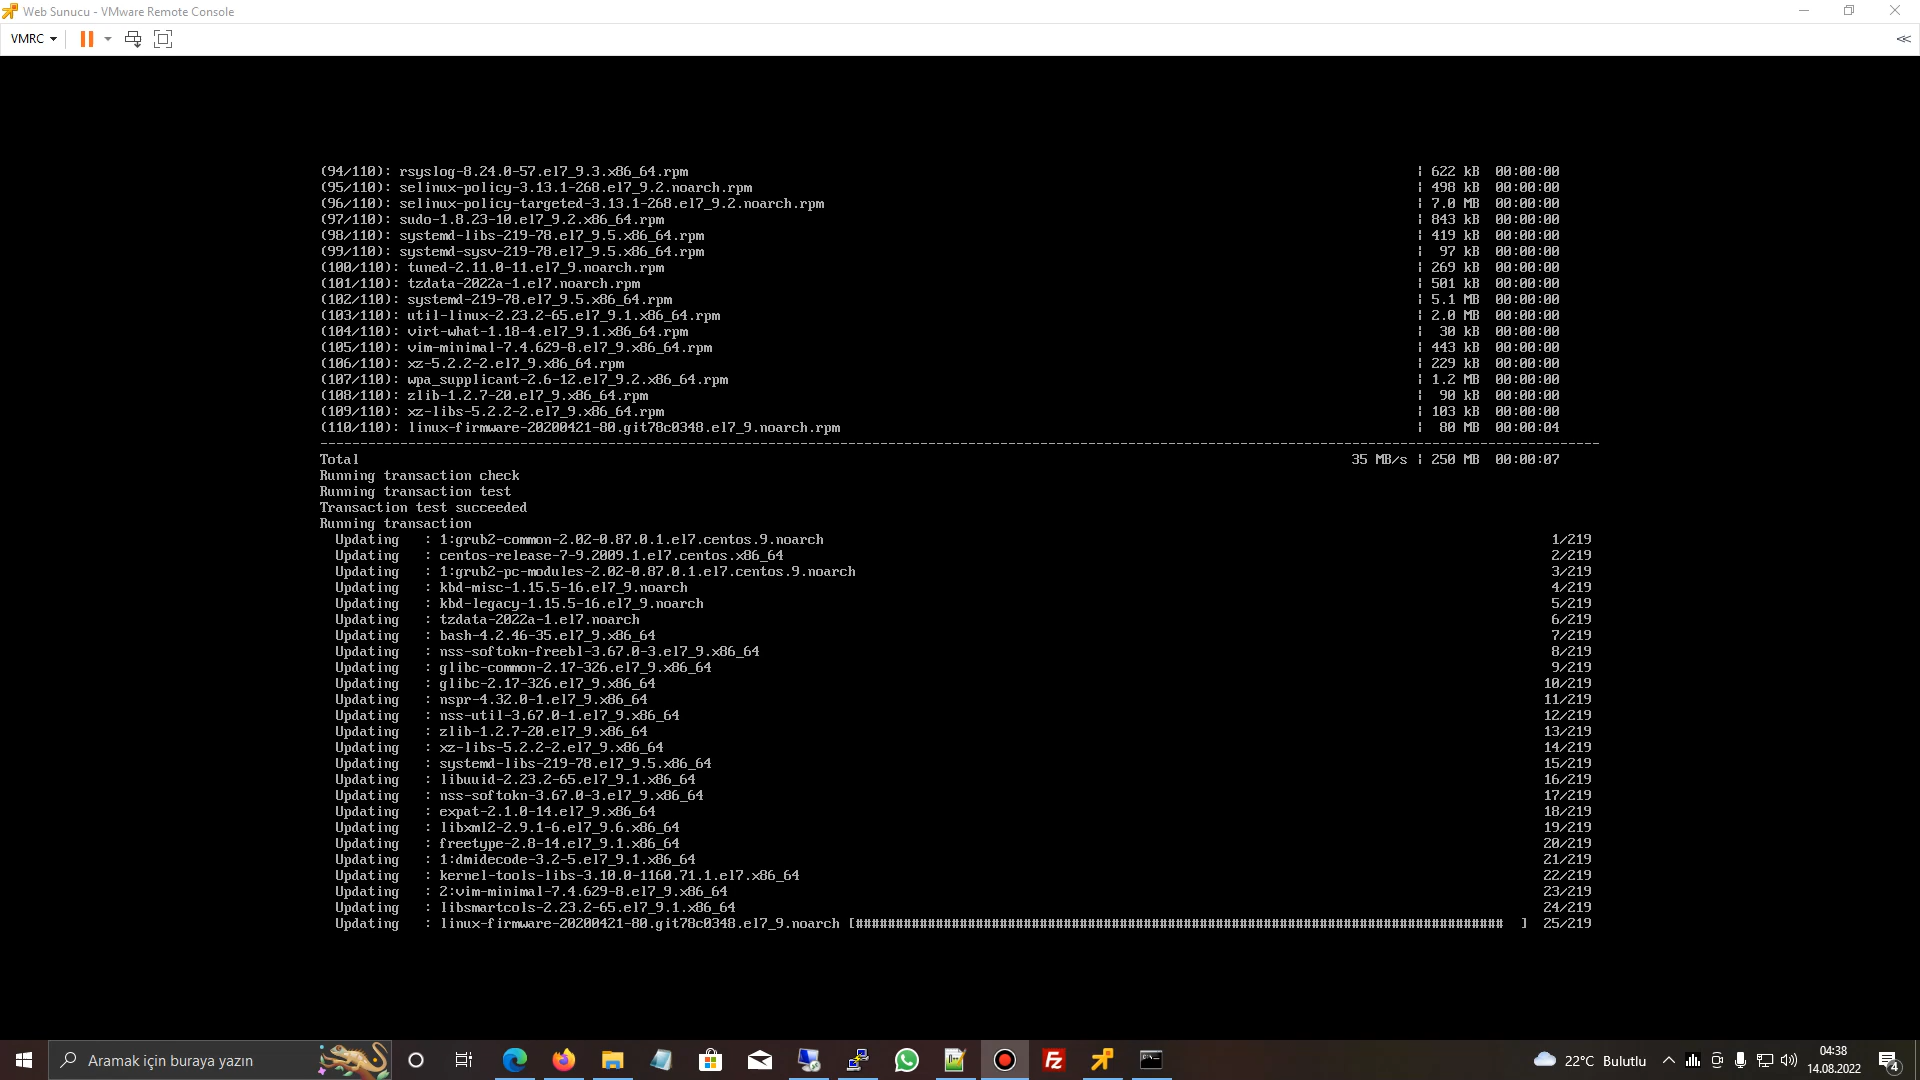 Web Sunucu - VMware Remote Console
VMRC
(94/110): rsyslog-8.24.0-57.el7_9.3.x86_64.rpm | 622 kB 00:00:00
(95/110): selinux-policy-3.13.1-268.el7_9.2.noarch.rpm | 498 kB 00:00:00
(96/110): selinux-policy-targeted-3.13.1-268.el7_9.2.noarch.rpm | 7.0 MB 00:00:00
(97/110): sudo-1.8.23-10.el7_9.2.x86_64.rpm | 843 kB 00:00:00
(98/110): systemd-libs-219-78.el7_9.5.x86_64.rpm | 419 kB 00:00:00
(99/110): systemd-sysv-219-78.el7_9.5.x86_64.rpm | 97 kB 00:00:00
(100/110): tuned-2.11.0-11.el7_9.noarch.rpm | 269 kB 00:00:00
(101/110): tzdata-2022a-1.el7.noarch.rpm | 501 kB 00:00:00
(102/110): systemd-219-78.el7_9.5.x86_64.rpm | 5.1 MB 00:00:00
(103/110): util-linux-2.23.2-65.el7_9.1.x86_64.rpm | 2.0 MB 00:00:00
(104/110): virt-what-1.18-4.el7_9.1.x86_64.rpm | 30 kB 00:00:00
(105/110): vim-minimal-7.4.629-8.el7_9.x86_64.rpm | 443 kB 00:00:00
(106/110): xz-5.2.2-2.el7_9.x86_64.rpm | 229 kB 00:00:00
(107/110): wpa_supplicant-2.6-12.el7_9.2.x86_64.rpm | 1.2 MB 00:00:00
(108/110): zlib-1.2.7-20.el7_9.x86_64.rpm | 90 kB 00:00:00
(109/110): xz-libs-5.2.2-2.el7_9.x86_64.rpm | 103 kB 00:00:00
(110/110): linux-firmware-20200421-80.git78c0348.el7_9.noarch.rpm | 80 MB 00:00:04
Total 35 MB/s | 250 MB 00:00:07
Running transaction check
Running transaction test
Transaction test succeeded
Running transaction
Updating : 1:grub2-common-2.02-0.87.0.1.el7.centos.9.noarch 1/219
Updating : centos-release-7-9.2009.1.el7.centos.x86_64 2/219
Updating : 1:grub2-pc-modules-2.02-0.87.0.1.el7.centos.9.noarch 3/219
Updating : kbd-misc-1.15.5-16.el7_9.noarch 4/219
Updating : kbd-legacy-1.15.5-16.el7_9.noarch 5/219
Updating : tzdata-2022a-1.el7.noarch 6/219
Updating : bash-4.2.46-35.el7_9.x86_64 7/219
Updating : nss-softokn-freebl-3.67.0-3.el7_9.x86_64 8/219
Updating : glibc-common-2.17-326.el7_9.x86_64 9/219
Updating : glibc-2.17-326.el7_9.x86_64 10/219
Updating : nspr-4.32.0-1.el7_9.x86_64 11/219
Updating : nss-util-3.67.0-1.el7_9.x86_64 12/219
Updating : zlib-1.2.7-20.el7_9.x86_64 13/219
Updating : xz-libs-5.2.2-2.el7_9.x86_64 14/219
Updating : systemd-libs-219-78.el7_9.5.x86_64 15/219
Updating : libuuid-2.23.2-65.el7_9.1.x86_64 16/219
Updating : nss-softokn-3.67.0-3.el7_9.x86_64 17/219
Updating : expat-2.1.0-14.el7_9.x86_64 18/219
Updating : libxml2-2.9.1-6.el7_9.6.x86_64 19/219
Updating : freetype-2.8-14.el7_9.1.x86_64 20/219
Updating : 1:dmidecode-3.2-5.el7_9.1.x86_64 21/219
Updating : kernel-tools-libs-3.10.0-1160.71.1.el7.x86_64 22/219
Updating : 2:vim-minimal-7.4.629-8.el7_9.x86_64 23/219
Updating : libsmartcols-2.23.2-65.el7_9.1.x86_64 24/219
Updating : linux-firmware-20200421-80.git78c0348.el7_9.noarch [################################################################################# ] 25/219
Aramak için buraya yazın
22°C Bulutlu
04:38
14.08.2022
4